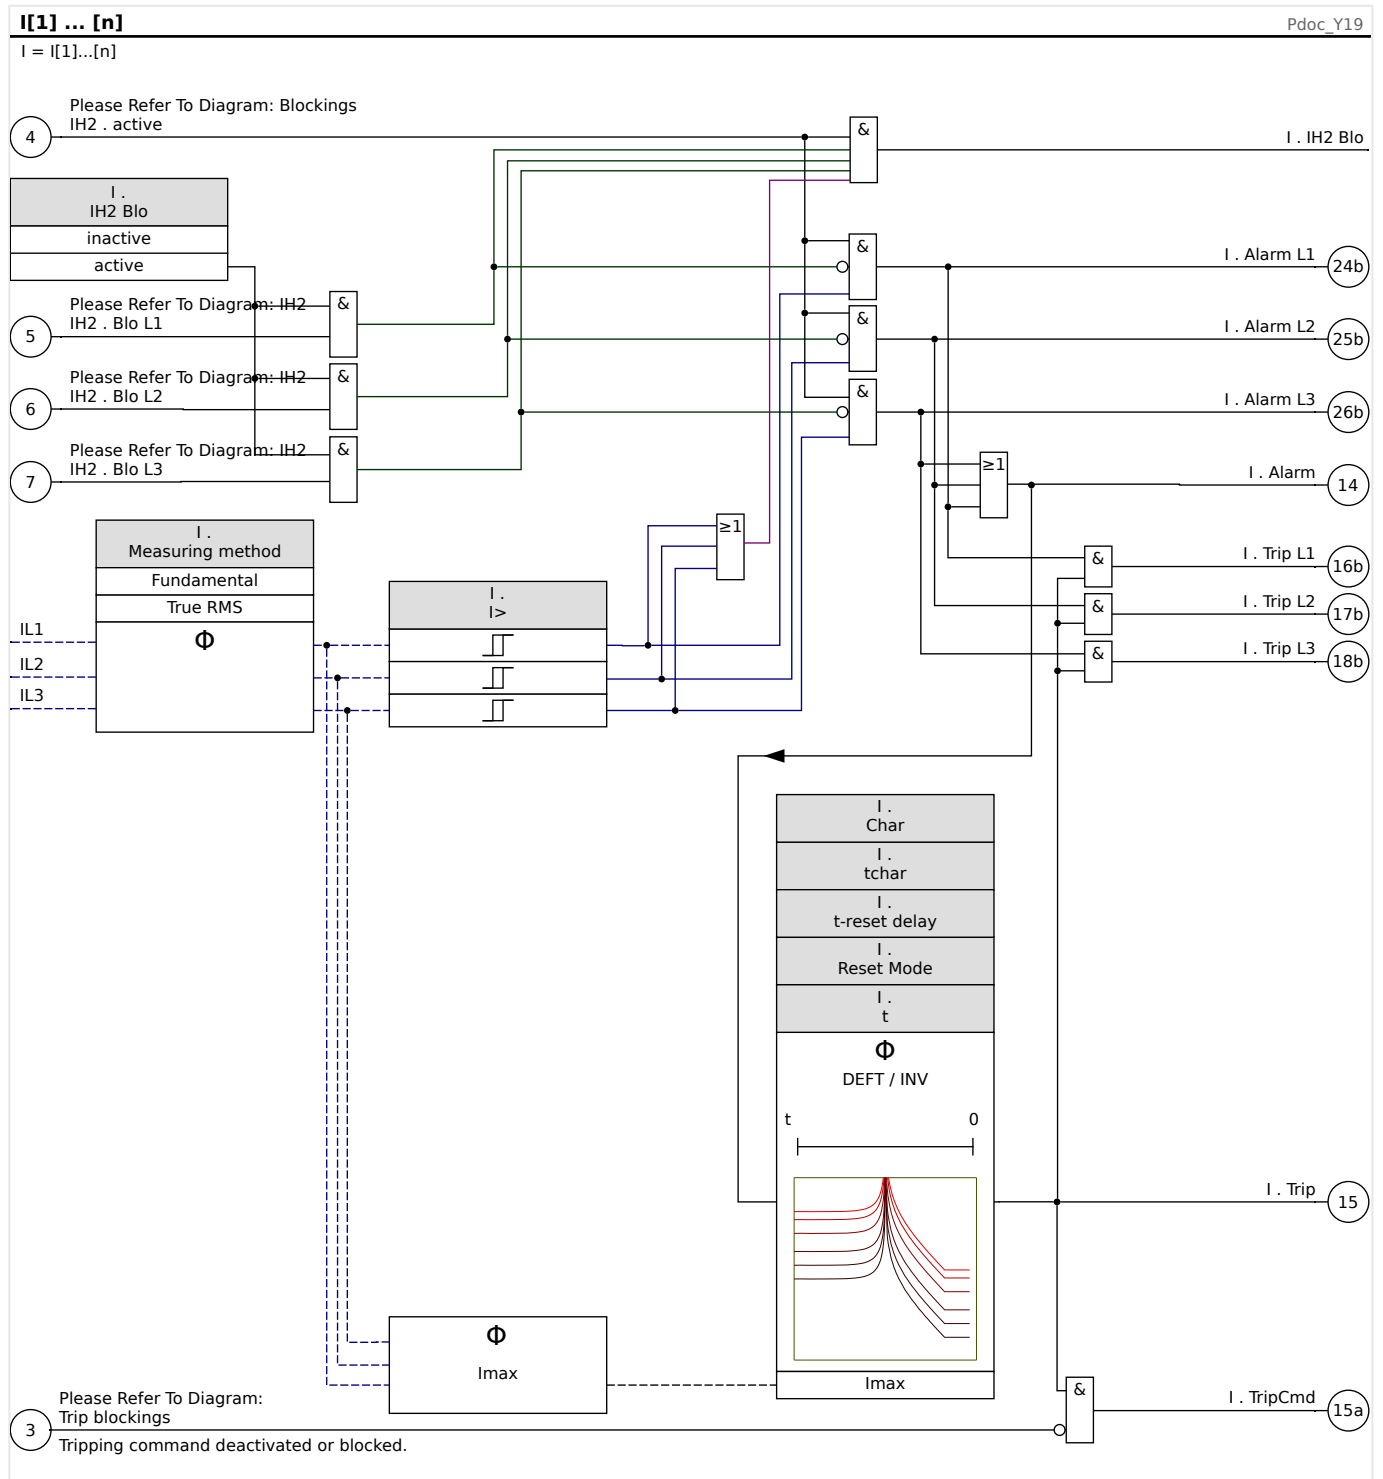 I[1] ... [n]
Pdoc_Y19
I = I[1]...[n]
Please Refer To Diagram: Blockings
4
IH2 . active
&
I . IH2 Blo
I .
IH2 Blo
inactive
active
&
I . Alarm L1
24b
Please Refer To Diagram: IH2
5
IH2 . Blo L1
&
&
I . Alarm L2
25b
Please Refer To Diagram: IH2
6
IH2 . Blo L2
&
&
I . Alarm L3
26b
Please Refer To Diagram: IH2
7
IH2 . Blo L3
&
≥1
I . Alarm
14
I .
Measuring method
Fundamental
True RMS
Φ
IL1
IL2
IL3
≥1
I .
I>
&
I . Trip L1
16b
&
I . Trip L2
17b
&
I . Trip L3
18b
I .
Char
I .
tchar
I .
t-reset delay
I .
Reset Mode
I .
t
Φ
DEFT / INV
t 0
I . Trip
15
Φ
Imax
Imax
&
I . TripCmd
15a
Please Refer To Diagram:
Trip blockings
3
Tripping command deactivated or blocked.